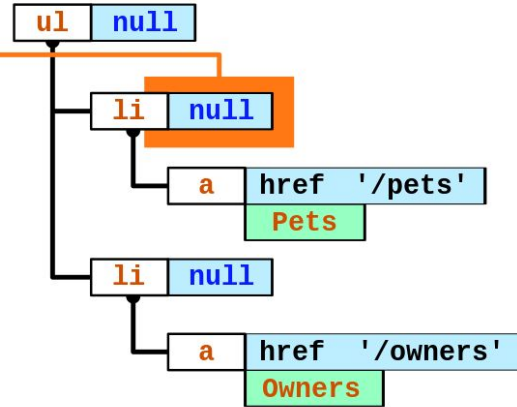 ul null
li null
a href '/pets'
Pets
li null
a href '/owners'
Owners